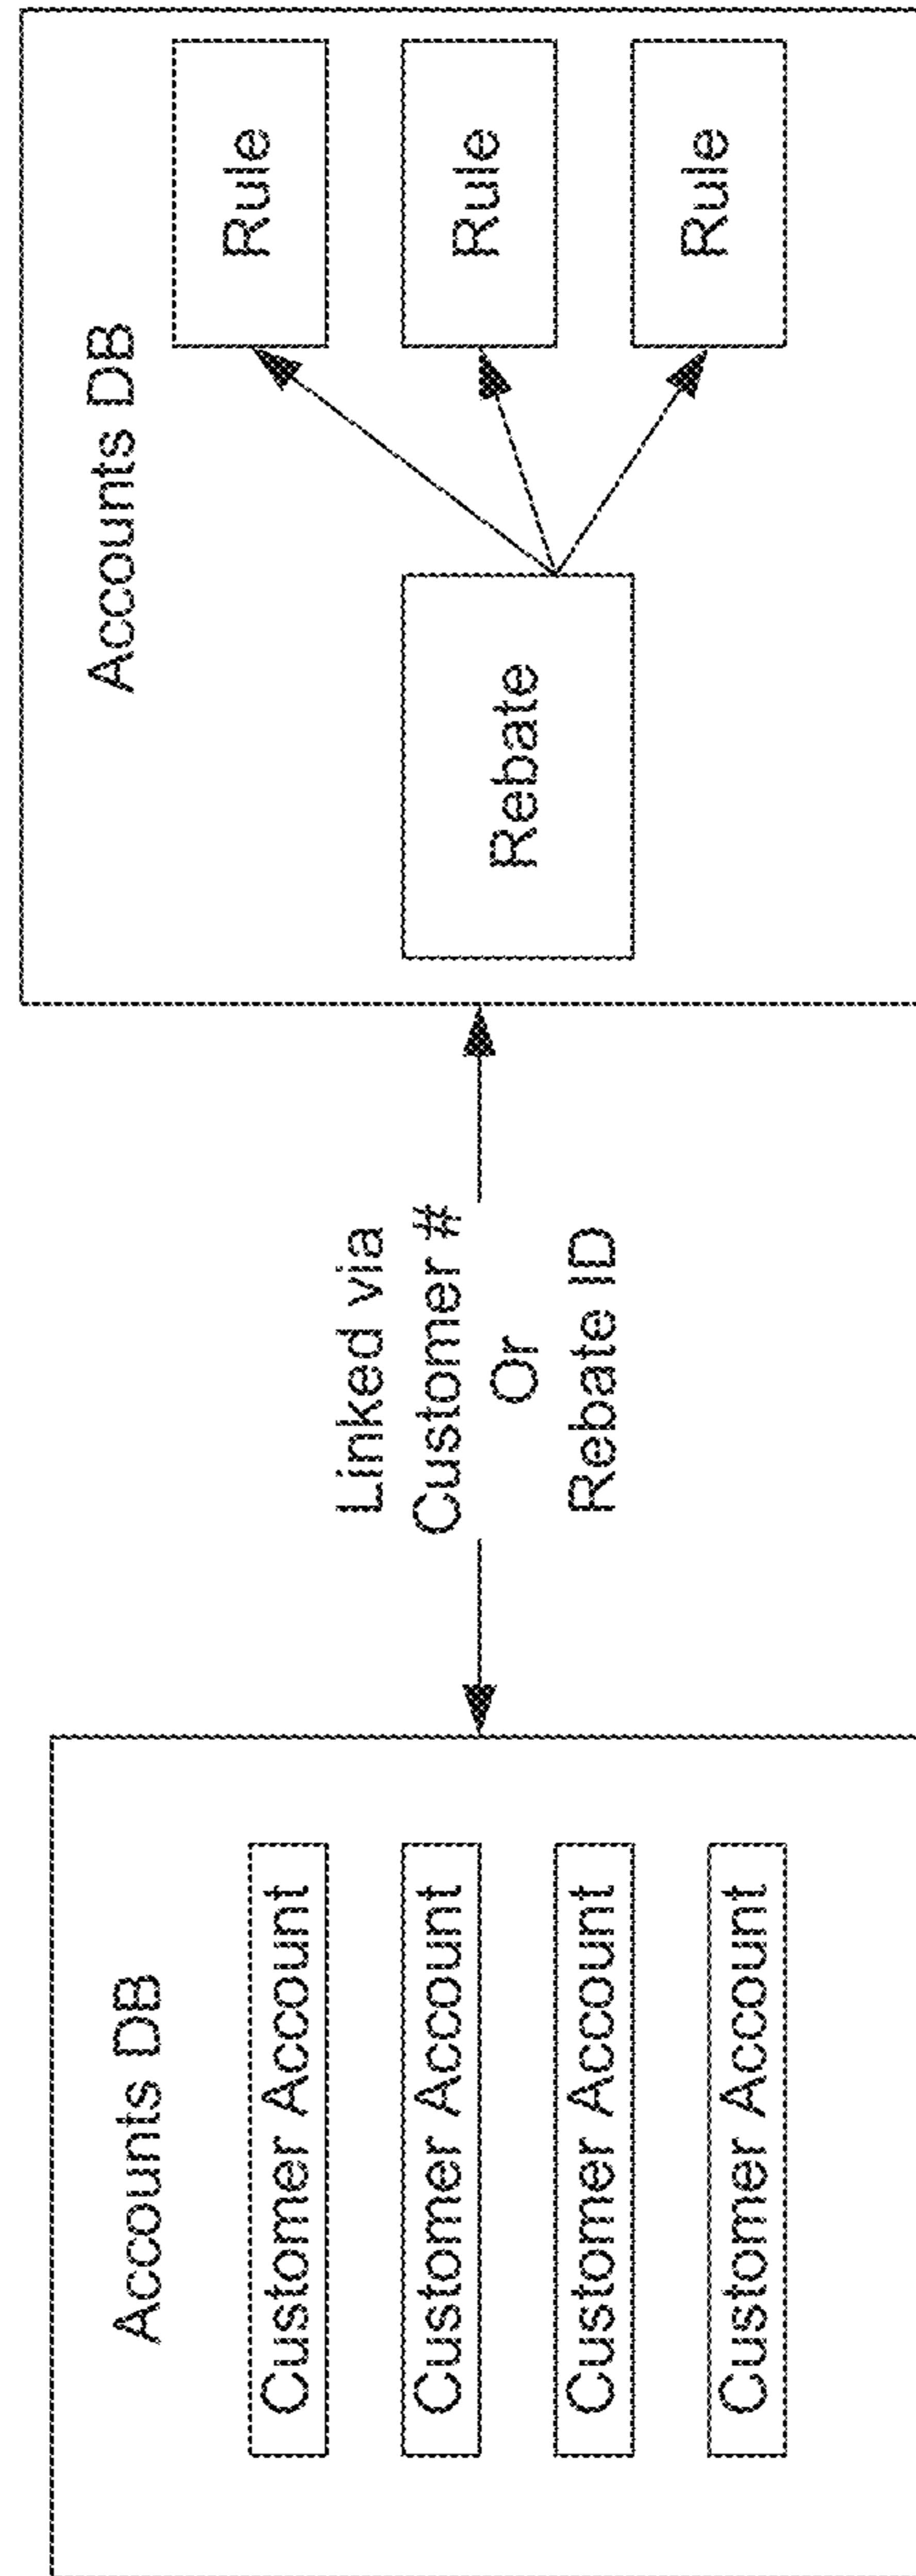 Accounts DB
Customer Account
Customer Account
Customer Account
Customer Account
Linked via
Customer #
Or
Rebate ID
Accounts DB
Rebate
Rule
Rule
Rule